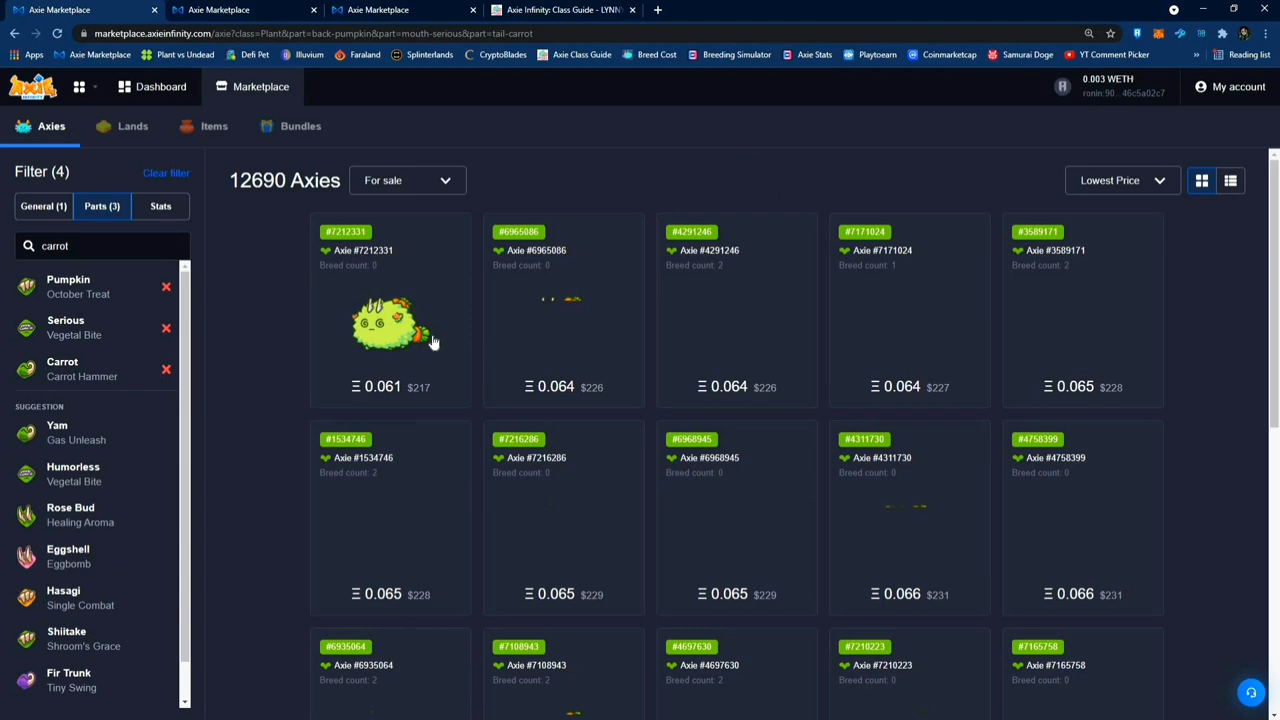 Axie Marketplace
Axie Marketplace
Axie Marketplace
Axie Infinity: Class Guide - LYNN
marketplace.axieinfinity.com/axie?class=Plant&part=back-pumpkin&part=mouth-serious&part=tail-carrot
Apps Axie Marketplace Plant vs Undead Defi Pet Illuvium Faraland Splinterlands CryptoBlades Axie Class Guide Breed Cost Breeding Simulator Axie Stats Playtoearn Coinmarketcap Samurai Doge YT Comment Picker » Reading list
AXIE
Dashboard
Marketplace
0.003 WETH
ronin:90...46c5a02c7
My account
Axies Lands Items Bundles
Filter (4) Clear filter
General (1) Parts (3) Stats
carrot
Pumpkin
October Treat
Serious
Vegetal Bite
Carrot
Carrot Hammer
SUGGESTION
Yam
Gas Unleash
Humorless
Vegetal Bite
Rose Bud
Healing Aroma
Eggshell
Eggbomb
Hasagi
Single Combat
Shiitake
Shroom's Grace
Fir Trunk
Tiny Swing
12690 Axies For sale Lowest Price
#7212331
Axie #7212331
Breed count: 0
Ξ 0.061 $217
#6965086
Axie #6965086
Breed count: 0
Ξ 0.064 $226
#4291246
Axie #4291246
Breed count: 2
Ξ 0.064 $226
#7171024
Axie #7171024
Breed count: 1
Ξ 0.064 $227
#3589171
Axie #3589171
Breed count: 2
Ξ 0.065 $228
#1534746
Axie #1534746
Breed count: 2
Ξ 0.065 $228
#7216286
Axie #7216286
Breed count: 0
Ξ 0.065 $229
#6968945
Axie #6968945
Breed count: 0
Ξ 0.065 $229
#4311730
Axie #4311730
Breed count: 0
Ξ 0.066 $231
#4758399
Axie #4758399
Breed count: 0
Ξ 0.066 $231
#6935064
Axie #6935064
Breed count: 2
#7108943
Axie #7108943
Breed count: 2
#4697630
Axie #4697630
Breed count: 2
#7210223
Axie #7210223
Breed count: 0
#7165758
Axie #7165758
Breed count: 0